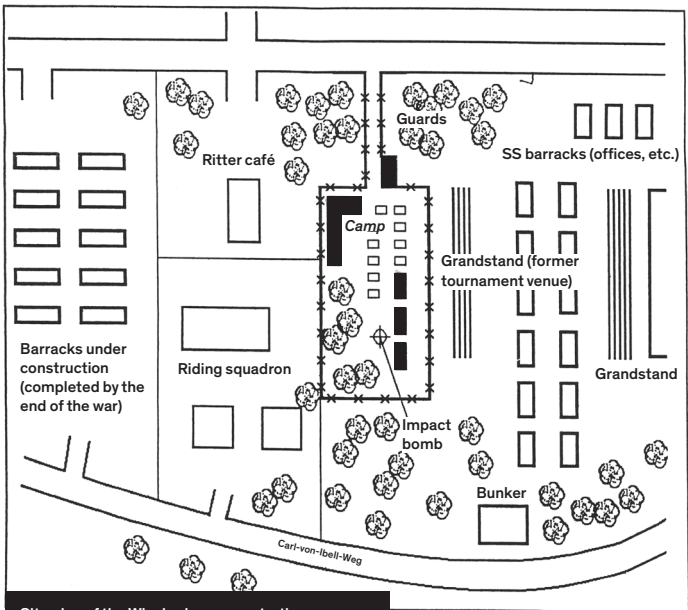 Guards
SS barracks (offices, etc.)
Ritter café
Camp
Grandstand (former
tournament venue)
Barracks under
construction
(completed by the
end of the war)
Riding squadron
Grandstand
Impact
bomb
Bunker
Carl-von-Ibell-Weg